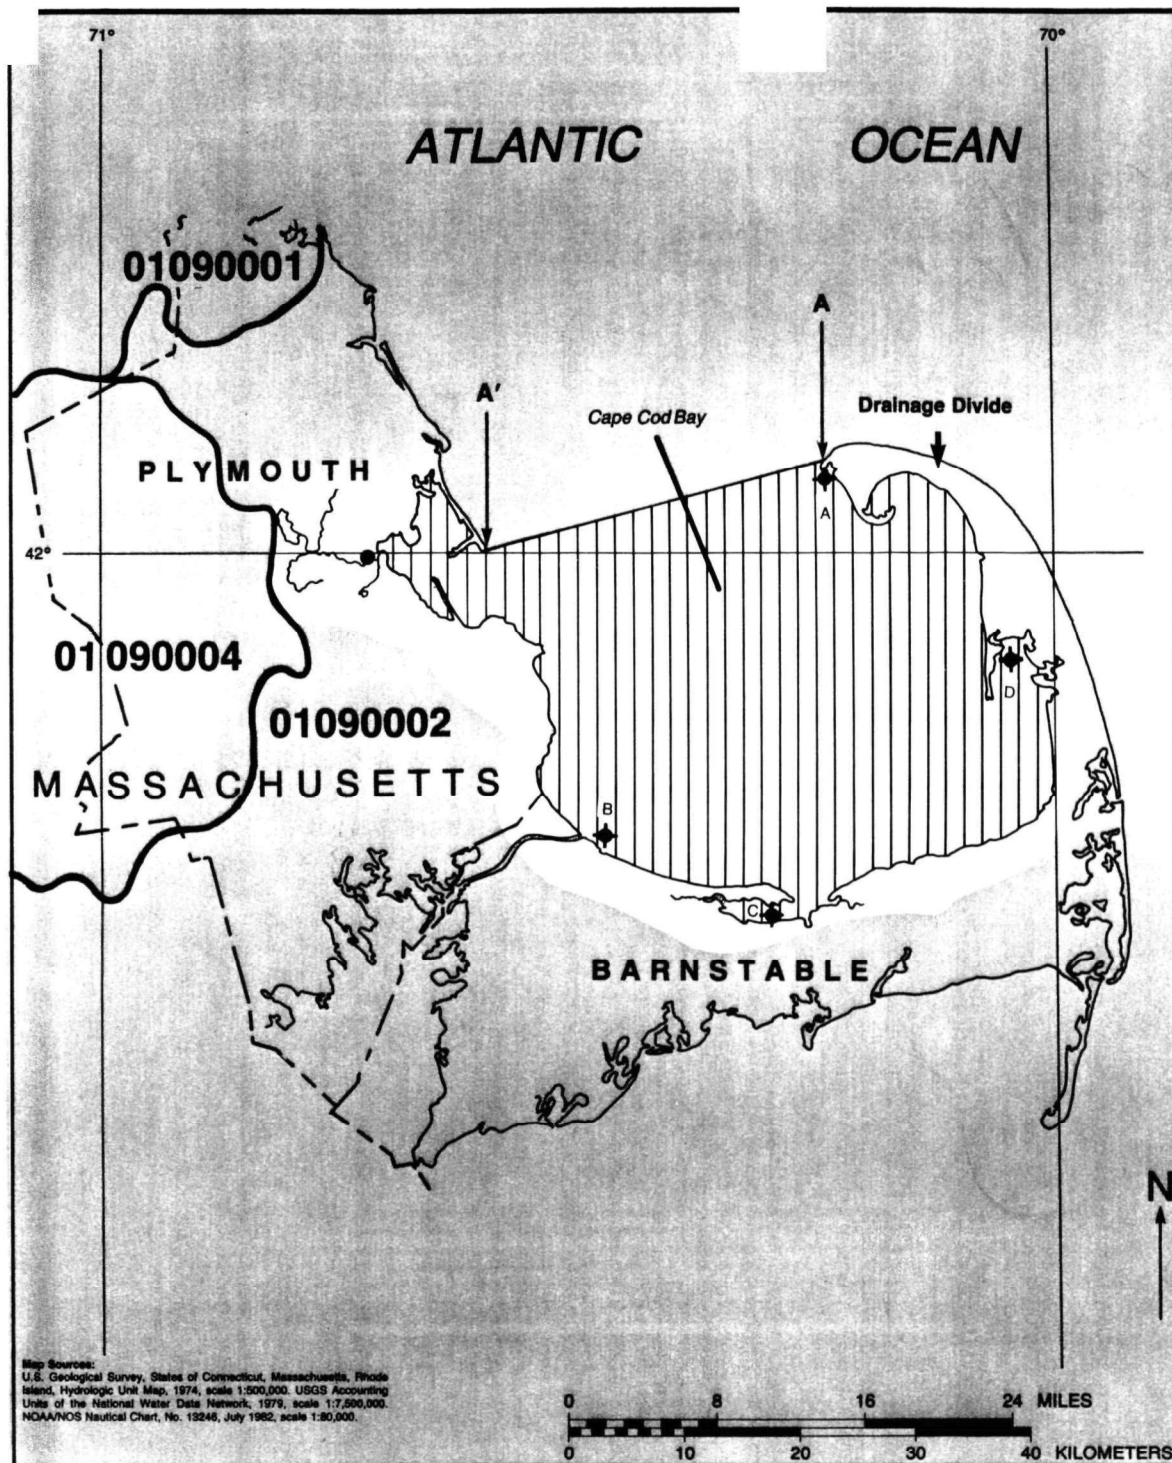 71°
70°
ATLANTIC OCEAN
01090001
A
A'
Cape Cod Bay
Drainage Divide
PLYMOUTH
A
42°
01090004
D
01090002
MASSACHUSETTS
B
C
BARNSTABLE
N
Map Sources:
U.S. Geological Survey, States of Connecticut, Massachusetts, Rhode
Island, Hydrologic Unit Map, 1974, scale 1:500,000. USGS Accounting
Units of the National Water Data Network, 1979, scale 1:7,500,000.
NOAA/NOS Nautical Chart, No. 13246, July 1982, scale 1:80,000.
0 8 16 24 MILES
0 10 20 30 40 KILOMETERS